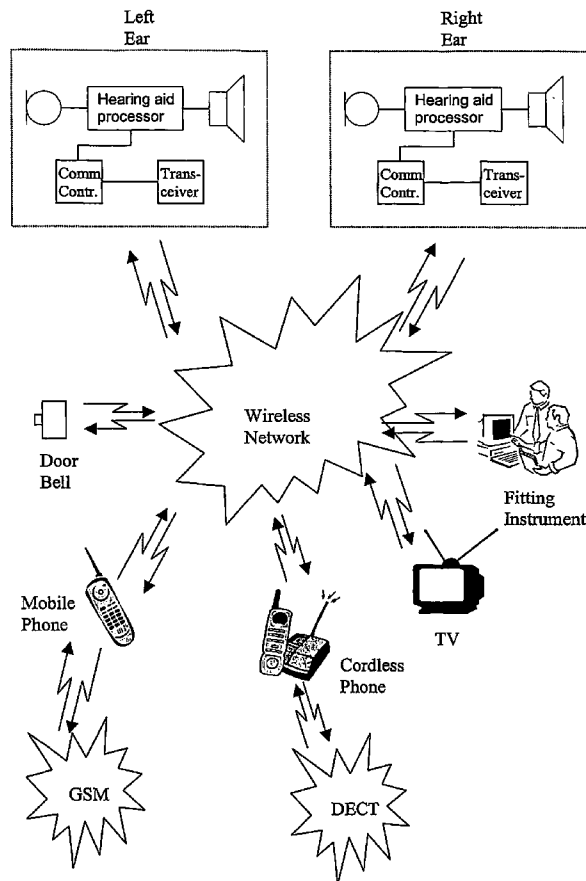 Left
Ear
Right
Ear
Hearing aid
processor
Comm
Contr.
Trans-
ceiver
Hearing aid
processor
Comm
Contr.
Trans-
ceiver
Wireless
Network
Door
Bell
Fitting
Instrument
Mobile
Phone
TV
Cordless
Phone
GSM
DECT